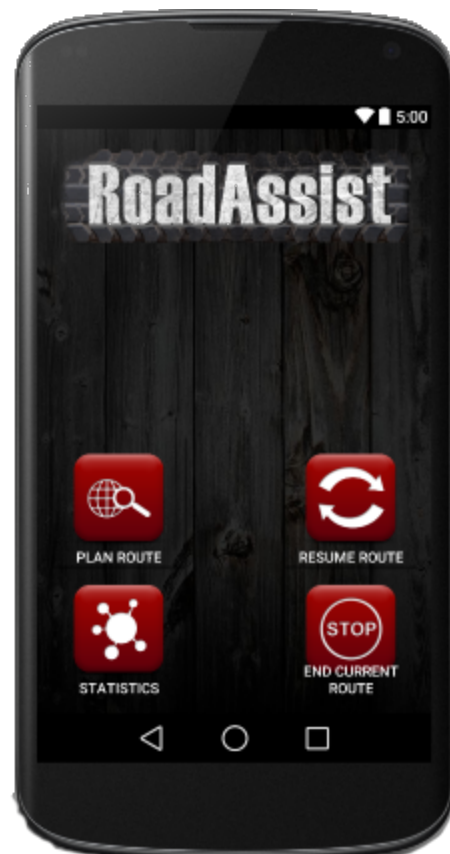 5:00
RoadAssist
PLAN ROUTE
RESUME ROUTE
STATISTICS
STOP
END CURRENT
ROUTE